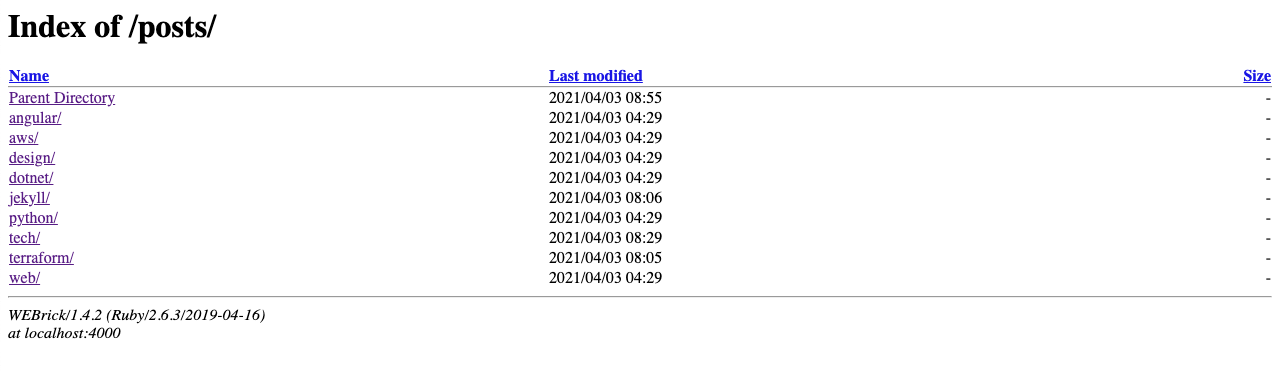 Index of /posts/
Name Last modified Size
Parent Directory 2021/04/03 08:55 -
angular/ 2021/04/03 04:29 -
aws/ 2021/04/03 04:29 -
design/ 2021/04/03 04:29 -
dotnet/ 2021/04/03 04:29 -
jekyll/ 2021/04/03 08:06 -
python/ 2021/04/03 04:29 -
tech/ 2021/04/03 08:29 -
terraform/ 2021/04/03 08:05 -
web/ 2021/04/03 04:29 -
WEBrick/1.4.2 (Ruby/2.6.3/2019-04-16)
at localhost:4000